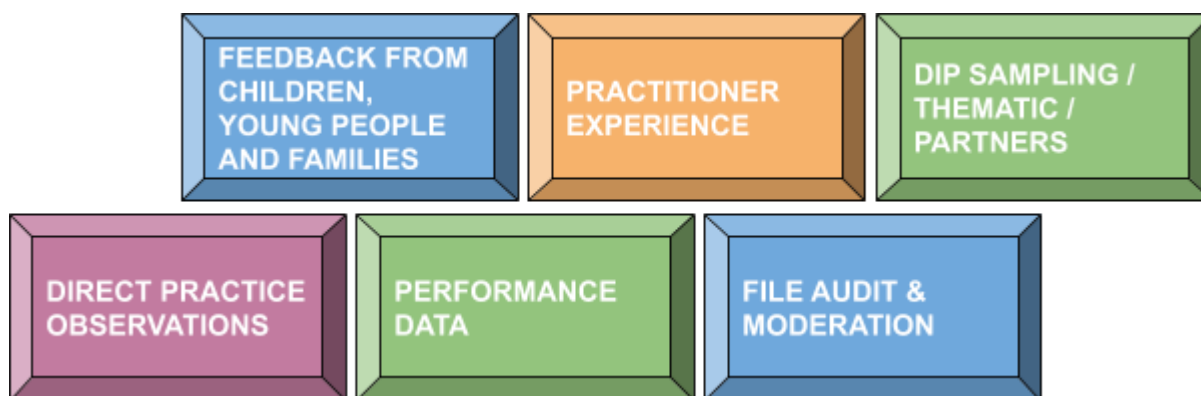 FEEDBACK FROM
CHILDREN,
YOUNG PEOPLE
AND FAMILIES
PRACTITIONER
EXPERIENCE
DIP SAMPLING /
THEMATIC /
PARTNERS
DIRECT PRACTICE
OBSERVATIONS
PERFORMANCE
DATA
FILE AUDIT &
MODERATION